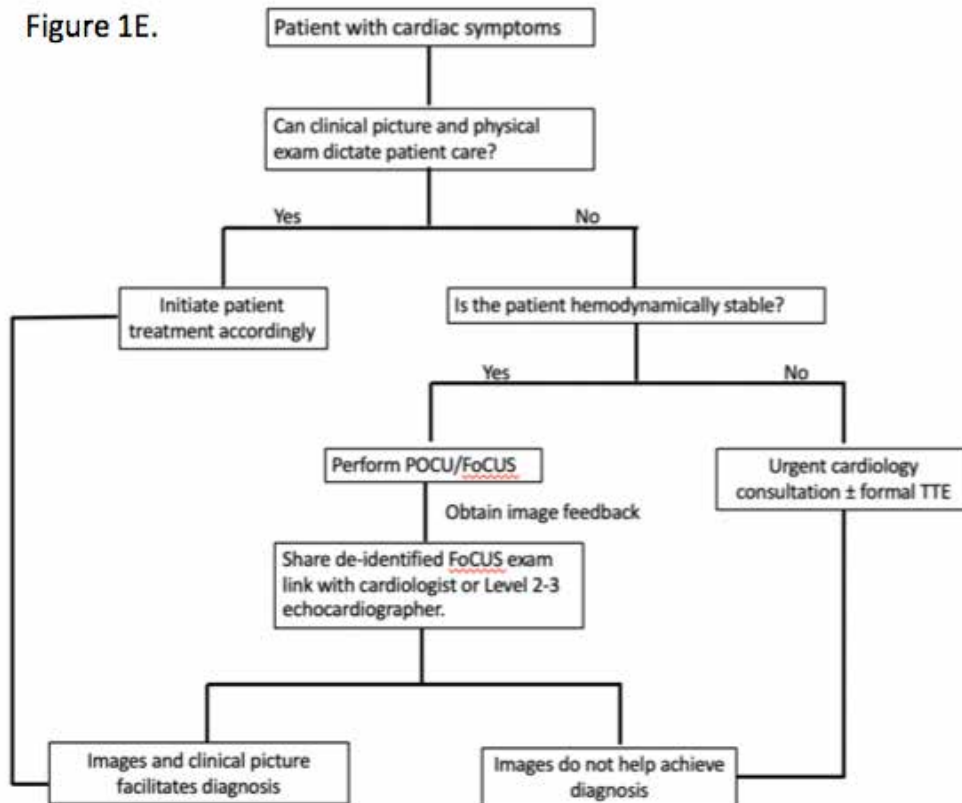 Figure 1E.
Patient with cardiac symptoms
Can clinical picture and physical
exam dictate patient care?
Yes
No
Initiate patient
treatment accordingly
Is the patient hemodynamically stable?
Yes
No
Perform POCU/FoCUS
Urgent cardiology
consultation ± formal TTE
Obtain image feedback
Share de-identified FoCUS exam
link with cardiologist or Level 2-3
echocardiographer.
Images and clinical picture
facilitates diagnosis
Images do not help achieve
diagnosis